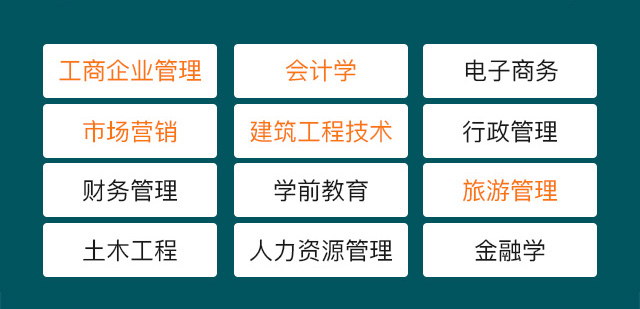 工商企业管理
会计学
电子商务
市场营销
建筑工程技术
行政管理
财务管理
学前教育
旅游管理
土木工程
人力资源管理
金融学